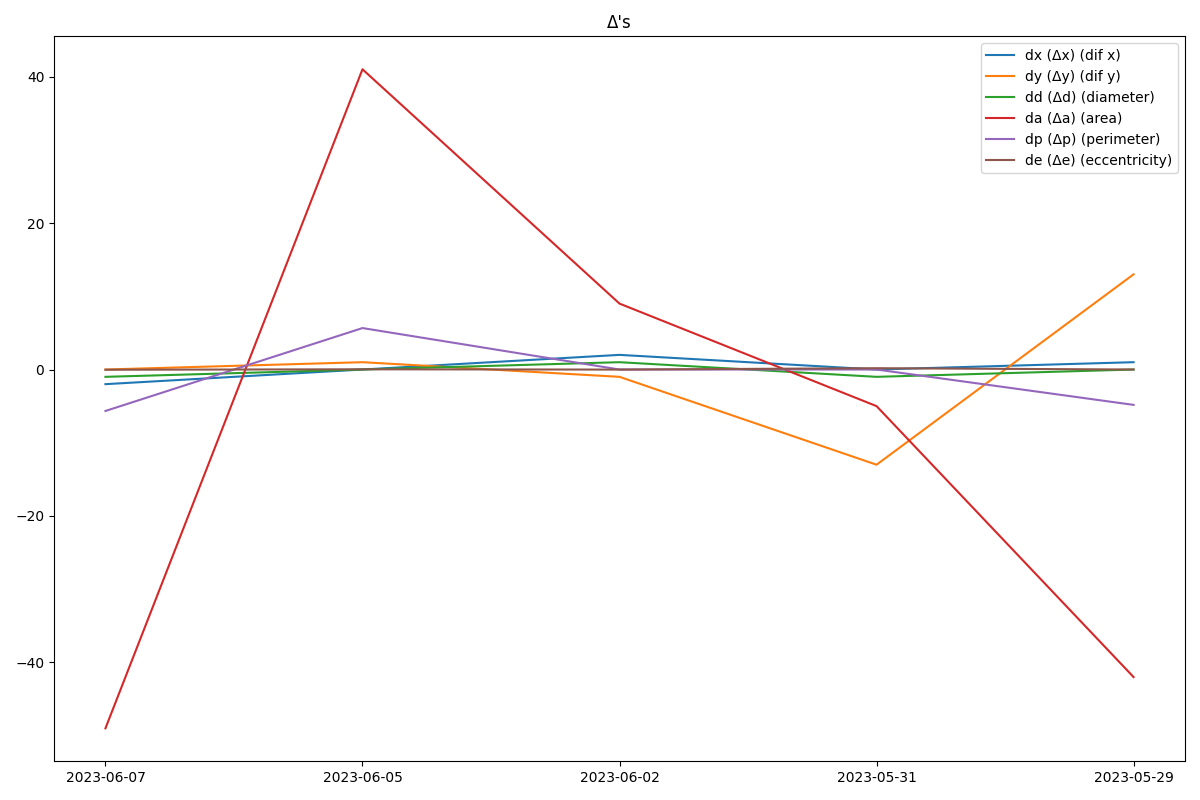 Δ's
dx (Δx) (dif x)
dy (Δy) (dif y)
dd (Δd) (diameter)
da (Δa) (area)
dp (Δp) (perimeter)
de (Δe) (eccentricity)
40
20
0
−20
−40
2023-06-07 2023-06-05 2023-06-02 2023-05-31 2023-05-29